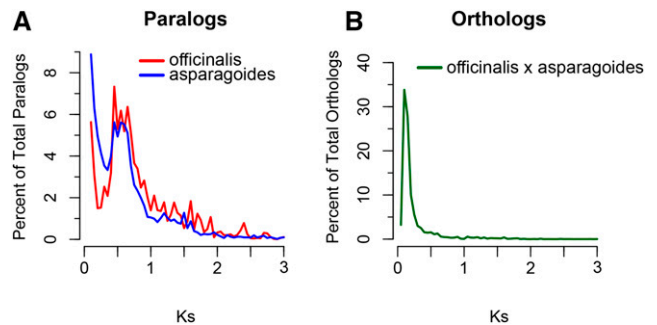 A Paralogs
officinalis
asparagoides
Percent of Total Paralogs
0 2 4 6 8
0 1 2 3
Ks
B Orthologs
officinalis x asparagoides
Percent of Total Orthologs
0 10 20 30 40
0 1 2 3
Ks